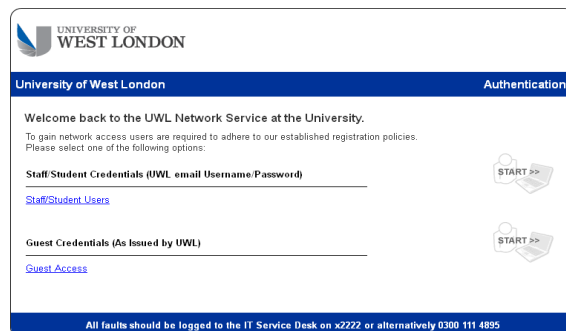 UNIVERSITY OF
WEST LONDON
University of West London
Authentication
Welcome back to the UWL Network Service at the University.
To gain network access users are required to adhere to our established registration policies.
Please select one of the following options:
Staff/Student Credentials (UWL email Username/Password)
START >>
Staff/Student Users
Guest Credentials (As Issued by UWL)
START >>
Guest Access
All faults should be logged to the IT Service Desk on x2222 or alternatively 0300 111 4895